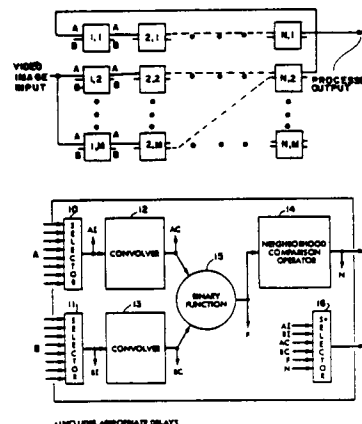 A A
1,1 2,1 N,1
B B
VIDEO IMAGE INPUT
A A
1,2 2,2 N,2
B B
PROCESSED OUTPUT
A A
1,M 2,M N,M
B B
10 12 14
A
SELECTOR
AI
CONVOLVER
AC
15
BINARY FUNCTION
NEIGHBORHOOD COMPARISON OPERATOR
N
11 13 16
B
SELECTOR
BI
CONVOLVER
BC
F
AI
BI
AC
BC
F
N
SELECTOR
APPROPRIATE DELAYS